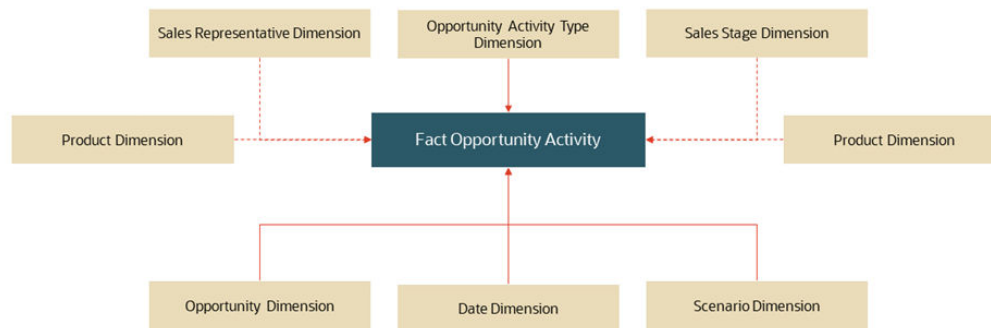 Sales Representative Dimension
Opportunity Activity Type
Dimension
Sales Stage Dimension
Product Dimension
Fact Opportunity Activity
Product Dimension
Opportunity Dimension
Date Dimension
Scenario Dimension